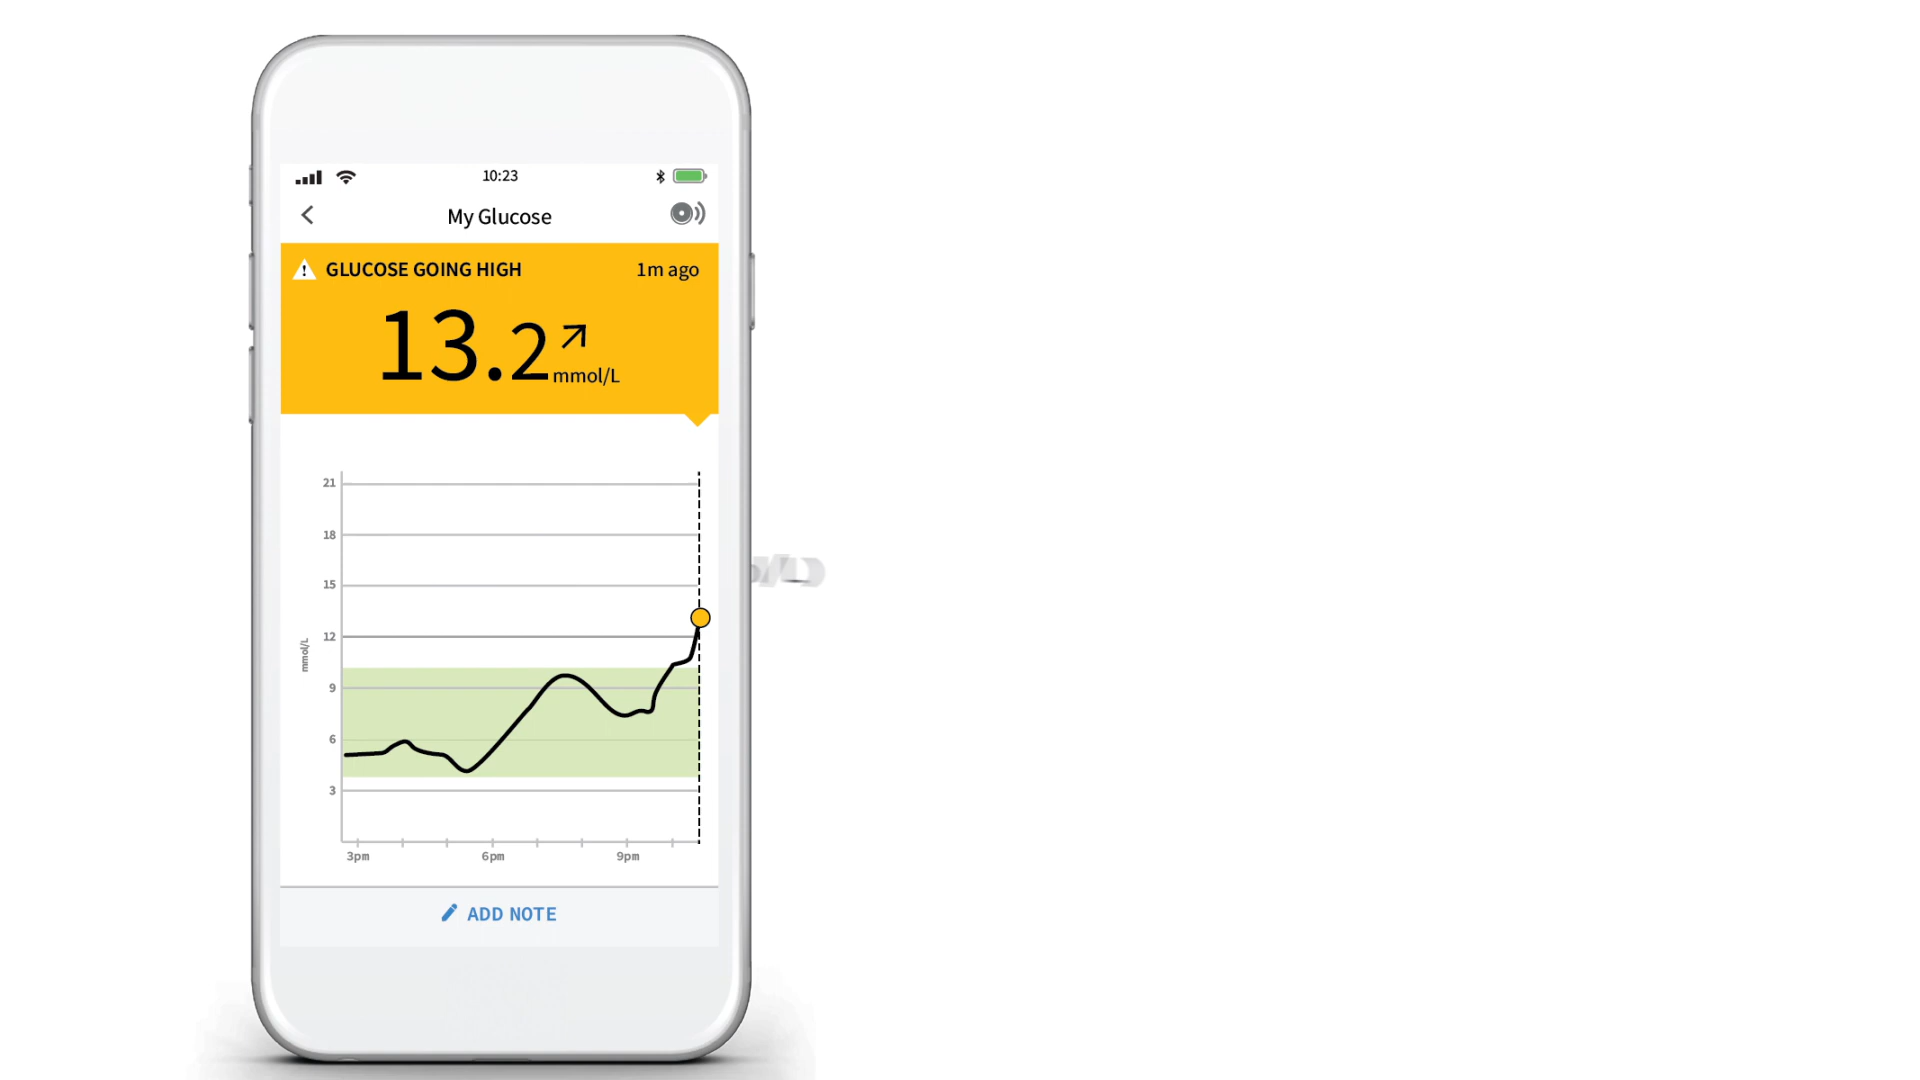 10:23
My Glucose
GLUCOSE GOING HIGH 1m ago
13.2 mmol/L
21
18
15
12
9
6
3
mmol/L
3pm 6pm 9pm
ADD NOTE